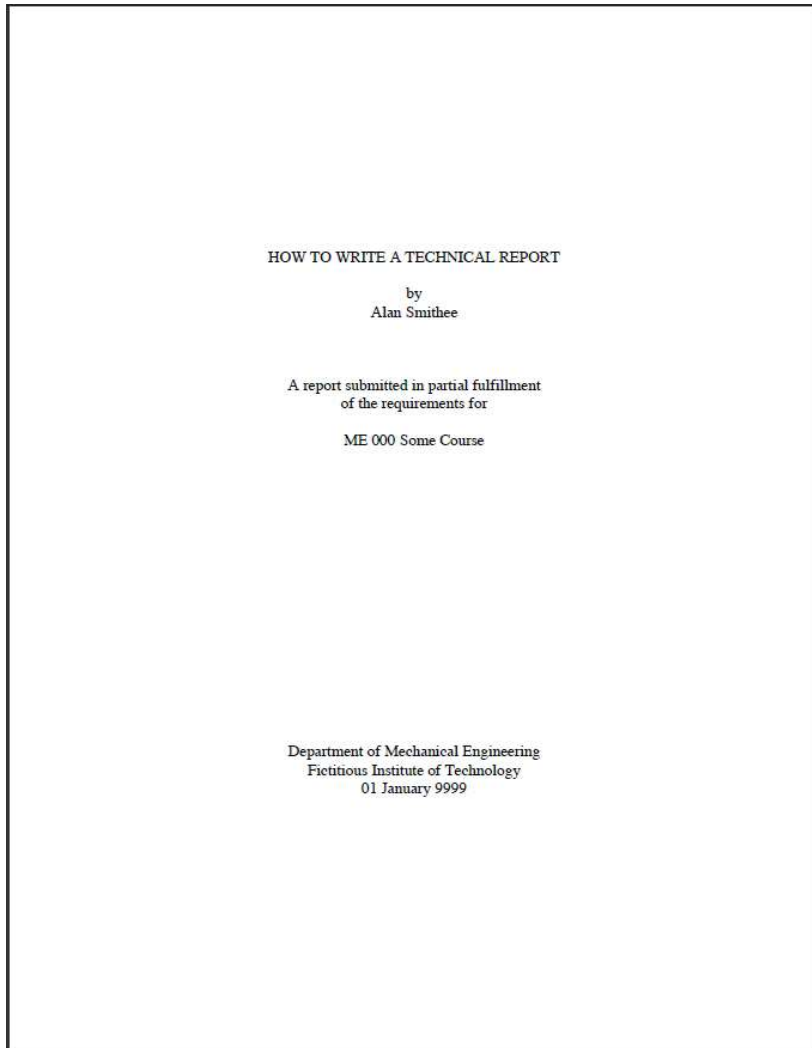 HOW TO WRITE A TECHNICAL REPORT
by
Alan Smithee
A report submitted in partial fulfillment
of the requirements for
ME 000 Some Course
Department of Mechanical Engineering
Fictitious Institute of Technology
01 January 9999